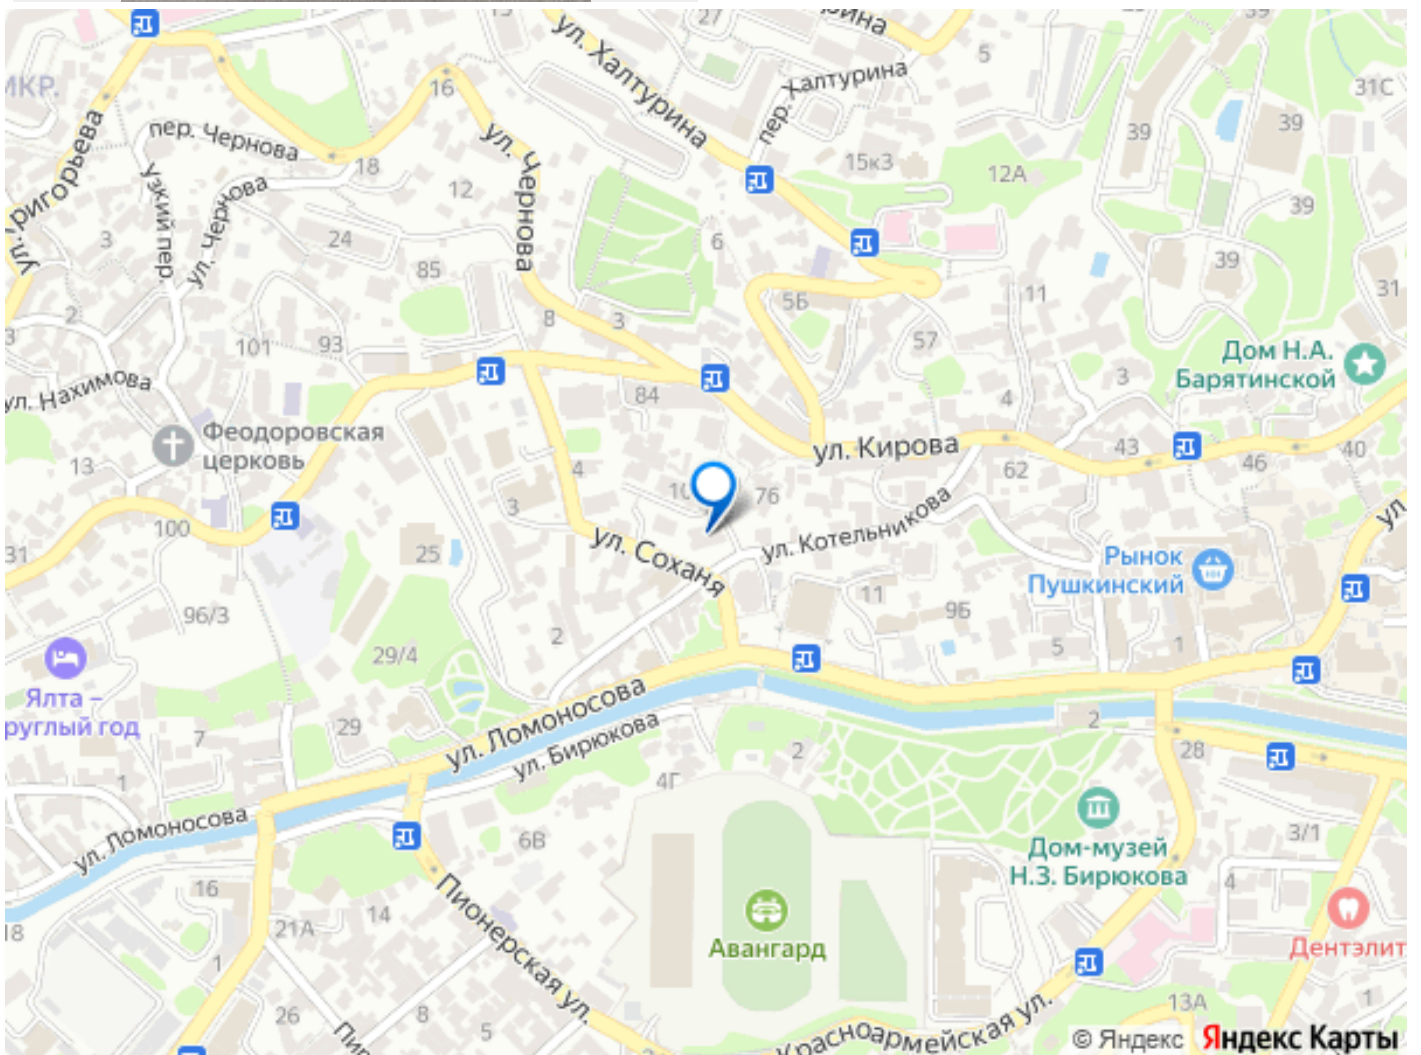 27
зина
ул. Халтурина
5
39
39
пер. Халтурина
31С
МКР.
16
39
39
пер. Чернова
ул. Чернова
18
15к3
12А
ул. Григорьева
узкий пер.
ул. Чернова
12
39
3
24
6
39
85
11
31
2
8
3
5Б
57
3
101
93
Дом Н.А.
Барятинской
ул. Нахимова
84
4
3
Феодоровская
церковь
ул. Кирова
43
40
13
4
62
46
76
3
ул. Котельникова
100
ул.
31
25
ул. Соханя
Рынок
Пушкинский
96/3
11
9Б
2
29/4
5
1
Ялта –
руглый год
ул. Ломоносова
29
7
2
ул. Бирюкова
2
28
1
4Г
ул. Ломоносова
6В
3/1
Дом-музей
Н.З. Бирюкова
16
4
14
Пионерская ул.
21А
18
Авангард
Дентэлит
1
26
8
5
13А
1
Пи
Красноармейская ул.
© Яндекс Яндекс Карты